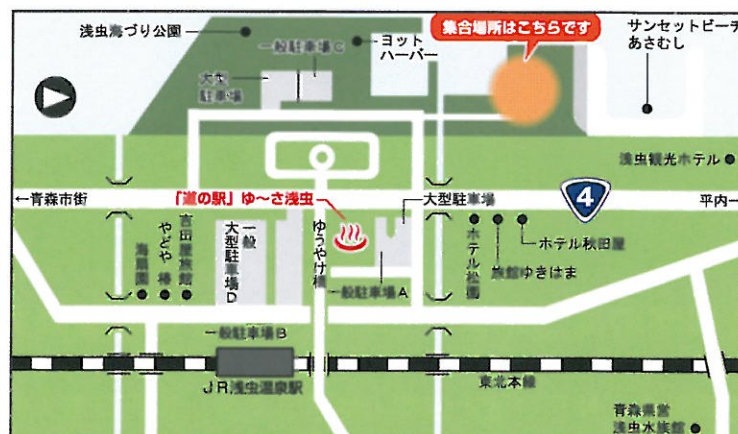 浅虫海づり公園
一般駐車場C
ヨット
ハーバー
集合場所はこちらです
サンセットビーチ
あさむし
大型
駐車場
浅虫観光ホテル
←青森市街
「道の駅」ゆ〜さ浅虫
大型駐車場
4
平内
海扇閣
やどや 椿
吉田屋旅館
一般
大型駐車場D
ゆうやけ橋
一般駐車場A
ホテル松園
旅館ゆきはま
ホテル秋田屋
一般駐車場B
JR浅虫温泉駅
東北本線
青森県営
浅虫水族館